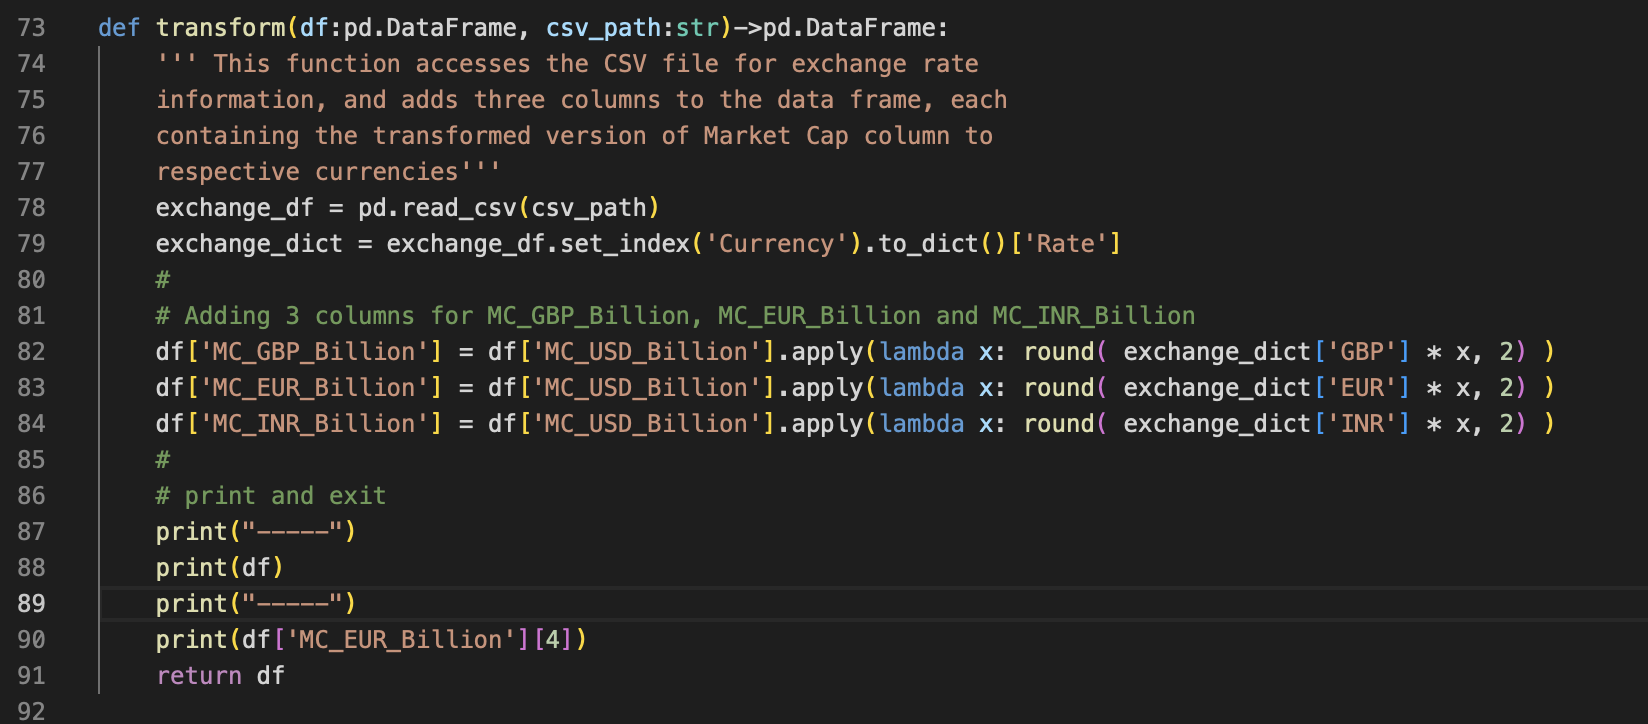 73 def transform(df:pd.DataFrame, csv_path:str)->pd.DataFrame:
74 ''' This function accesses the CSV file for exchange rate
75 information, and adds three columns to the data frame, each
76 containing the transformed version of Market Cap column to
77 respective currencies'''
78 exchange_df = pd.read_csv(csv_path)
79 exchange_dict = exchange_df.set_index('Currency').to_dict()['Rate']
80 #
81 # Adding 3 columns for MC_GBP_Billion, MC_EUR_Billion and MC_INR_Billion
82 df['MC_GBP_Billion'] = df['MC_USD_Billion'].apply(lambda x: round( exchange_dict['GBP'] * x, 2) )
83 df['MC_EUR_Billion'] = df['MC_USD_Billion'].apply(lambda x: round( exchange_dict['EUR'] * x, 2) )
84 df['MC_INR_Billion'] = df['MC_USD_Billion'].apply(lambda x: round( exchange_dict['INR'] * x, 2) )
85 #
86 # print and exit
87 print("-----")
88 print(df)
89 print("-----")
90 print(df['MC_EUR_Billion'][4])
91 return df
92